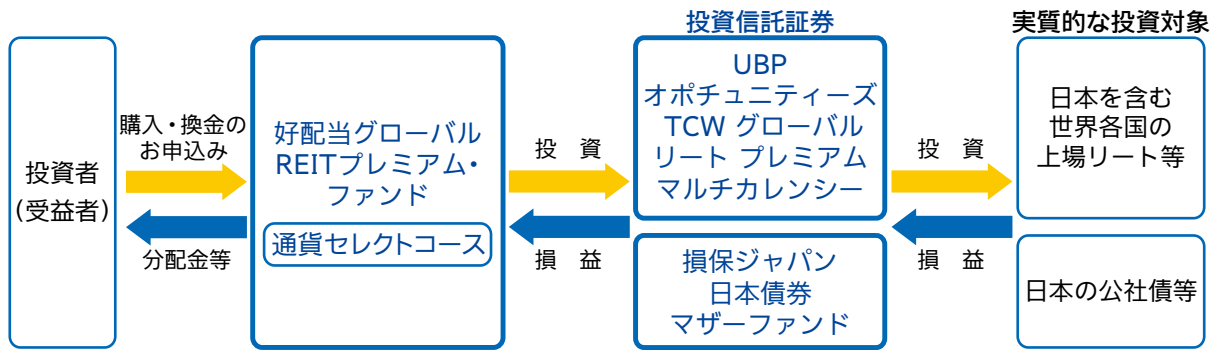 投資信託証券
実質的な投資対象
投資者
(受益者)
購入・換金の
お申込み
分配金等
好配当グローバル
REITプレミアム・
ファンド
通貨セレクトコース
投 資
損 益
UBP
オポチュニティーズ
TCW グローバル
リート プレミアム
マルチカレンシー
損保ジャパン
日本債券
マザーファンド
投 資
損 益
日本を含む
世界各国の
上場リート等
日本の公社債等